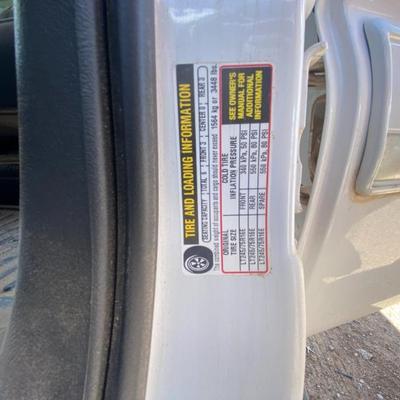 TIRE AND LOADING INFORMATION
SEATING CAPACITY TOTAL 6 FRONT 3 CENTER 0 REAR 3
The combined weight of occupants and cargo should never exceed 1564 kg or 3448 lbs.
ORIGINAL TIRE SIZE COLD TIRE INFLATION PRESSURE
LT245/75R16E FRONT 340 kPa, 50 PSI
LT245/75R16E REAR 550 kPa, 80 PSI
LT245/75R16E SPARE 550 kPa, 80 PSI
SEE OWNER'S
MANUAL FOR
ADDITIONAL
INFORMATION